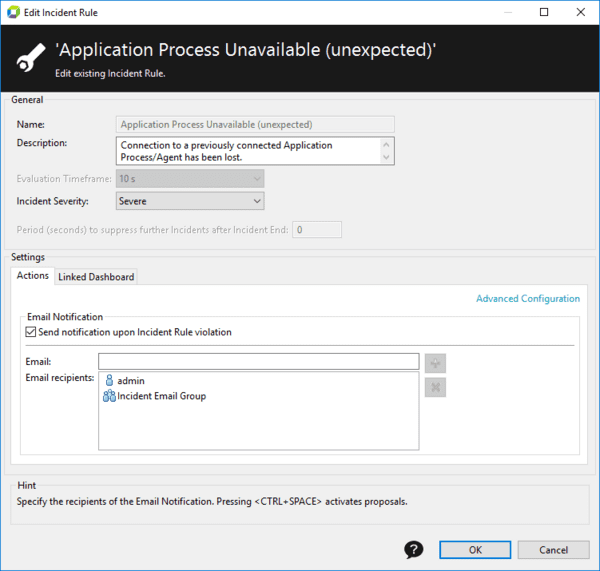 Edit Incident Rule
'Application Process Unavailable (unexpected)'
Edit existing Incident Rule.
General
Name: Application Process Unavailable (unexpected)
Description: Connection to a previously connected Application
Process/Agent has been lost.
Evaluation Timeframe: 10 s
Incident Severity: Severe
Period (seconds) to suppress further Incidents after Incident End: 0
Settings
Actions Linked Dashboard
Advanced Configuration
Email Notification
Send notification upon Incident Rule violation
Email:
Email recipients: admin
Incident Email Group
Hint
Specify the recipients of the Email Notification. Pressing <CTRL+SPACE> activates proposals.
? OK Cancel